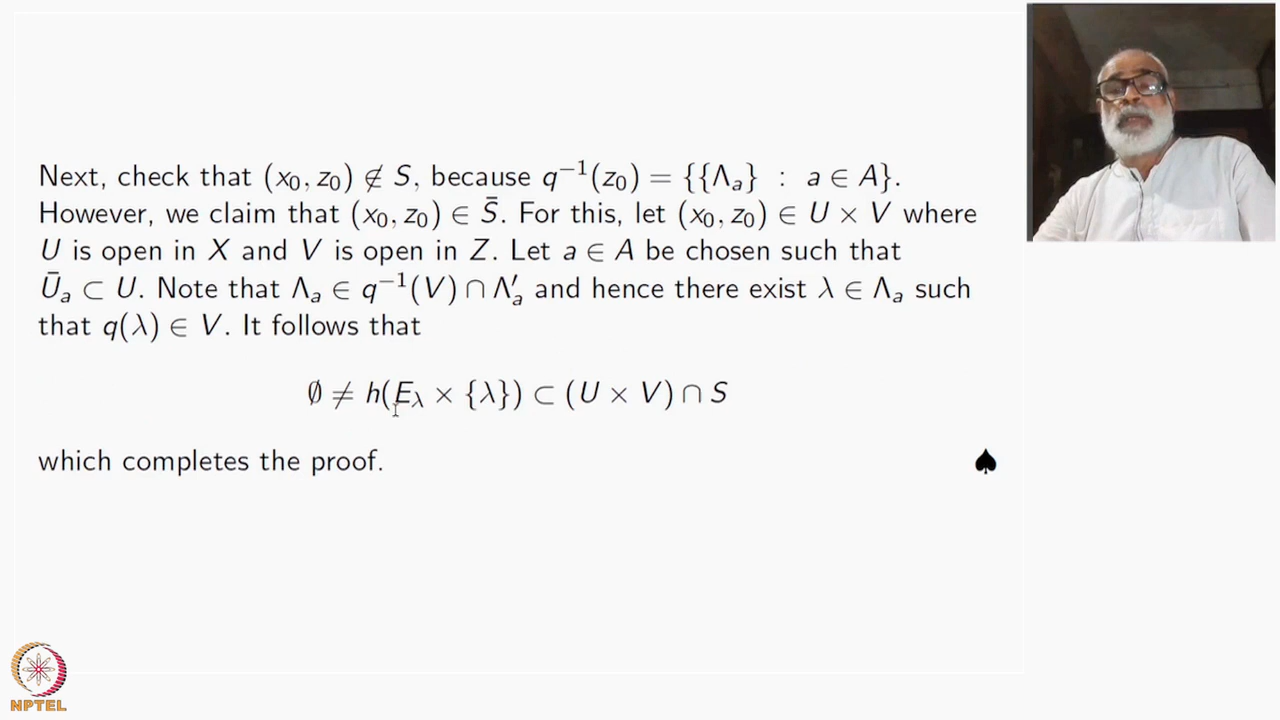 Next, check that (x₀, z₀) ∉ S, because q⁻¹(z₀) = {{Λₐ} : a ∈ A}.
However, we claim that (x₀, z₀) ∈ S̄. For this, let (x₀, z₀) ∈ U × V where
U is open in X and V is open in Z. Let a ∈ A be chosen such that
Ūₐ ⊂ U. Note that Λₐ ∈ q⁻¹(V) ∩ Λ′ₐ and hence there exist λ ∈ Λₐ such
that q(λ) ∈ V. It follows that
∅ ≠ h(E_λ × {λ}) ⊂ (U × V) ∩ S
which completes the proof. ♠
NPTEL